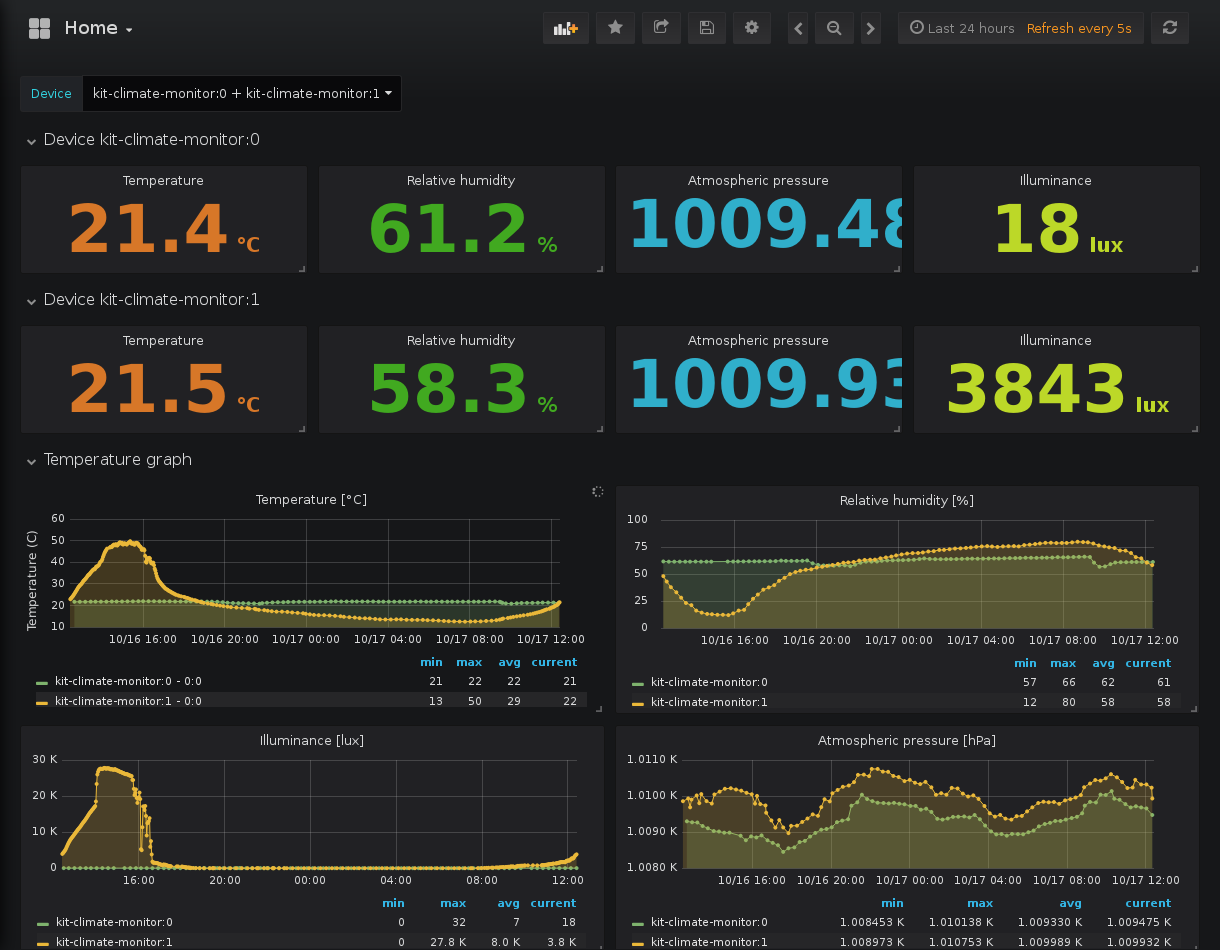 Home
Last 24 hours Refresh every 5s
Device kit-climate-monitor:0 + kit-climate-monitor:1
Device kit-climate-monitor:0
Temperature Relative humidity Atmospheric pressure Illuminance
21.4 °C 61.2 % 1009.48 18 lux
Device kit-climate-monitor:1
Temperature Relative humidity Atmospheric pressure Illuminance
21.5 °C 58.3 % 1009.93 3843 lux
Temperature graph
Temperature [°C]
Temperature (C)
60
50
40
30
20
10
10/16 16:00 10/16 20:00 10/17 00:00 10/17 04:00 10/17 08:00 10/17 12:00
min max avg current
kit-climate-monitor:0 - 0:0 21 22 22 21
kit-climate-monitor:1 - 0:0 13 50 29 22
Relative humidity [%]
100
75
50
25
0
10/16 16:00 10/16 20:00 10/17 00:00 10/17 04:00 10/17 08:00 10/17 12:00
min max avg current
kit-climate-monitor:0 57 66 62 61
kit-climate-monitor:1 12 80 58 58
Illuminance [lux]
30 K
20 K
10 K
0
16:00 20:00 00:00 04:00 08:00 12:00
min max avg current
kit-climate-monitor:0 0 32 7 18
kit-climate-monitor:1 0 27.8 K 8.0 K 3.8 K
Atmospheric pressure [hPa]
1.0110 K
1.0100 K
1.0090 K
1.0080 K
10/16 16:00 10/16 20:00 10/17 00:00 10/17 04:00 10/17 08:00 10/17 12:00
min max avg current
kit-climate-monitor:0 1.008453 K 1.010138 K 1.009330 K 1.009475 K
kit-climate-monitor:1 1.008973 K 1.010753 K 1.009989 K 1.009932 K